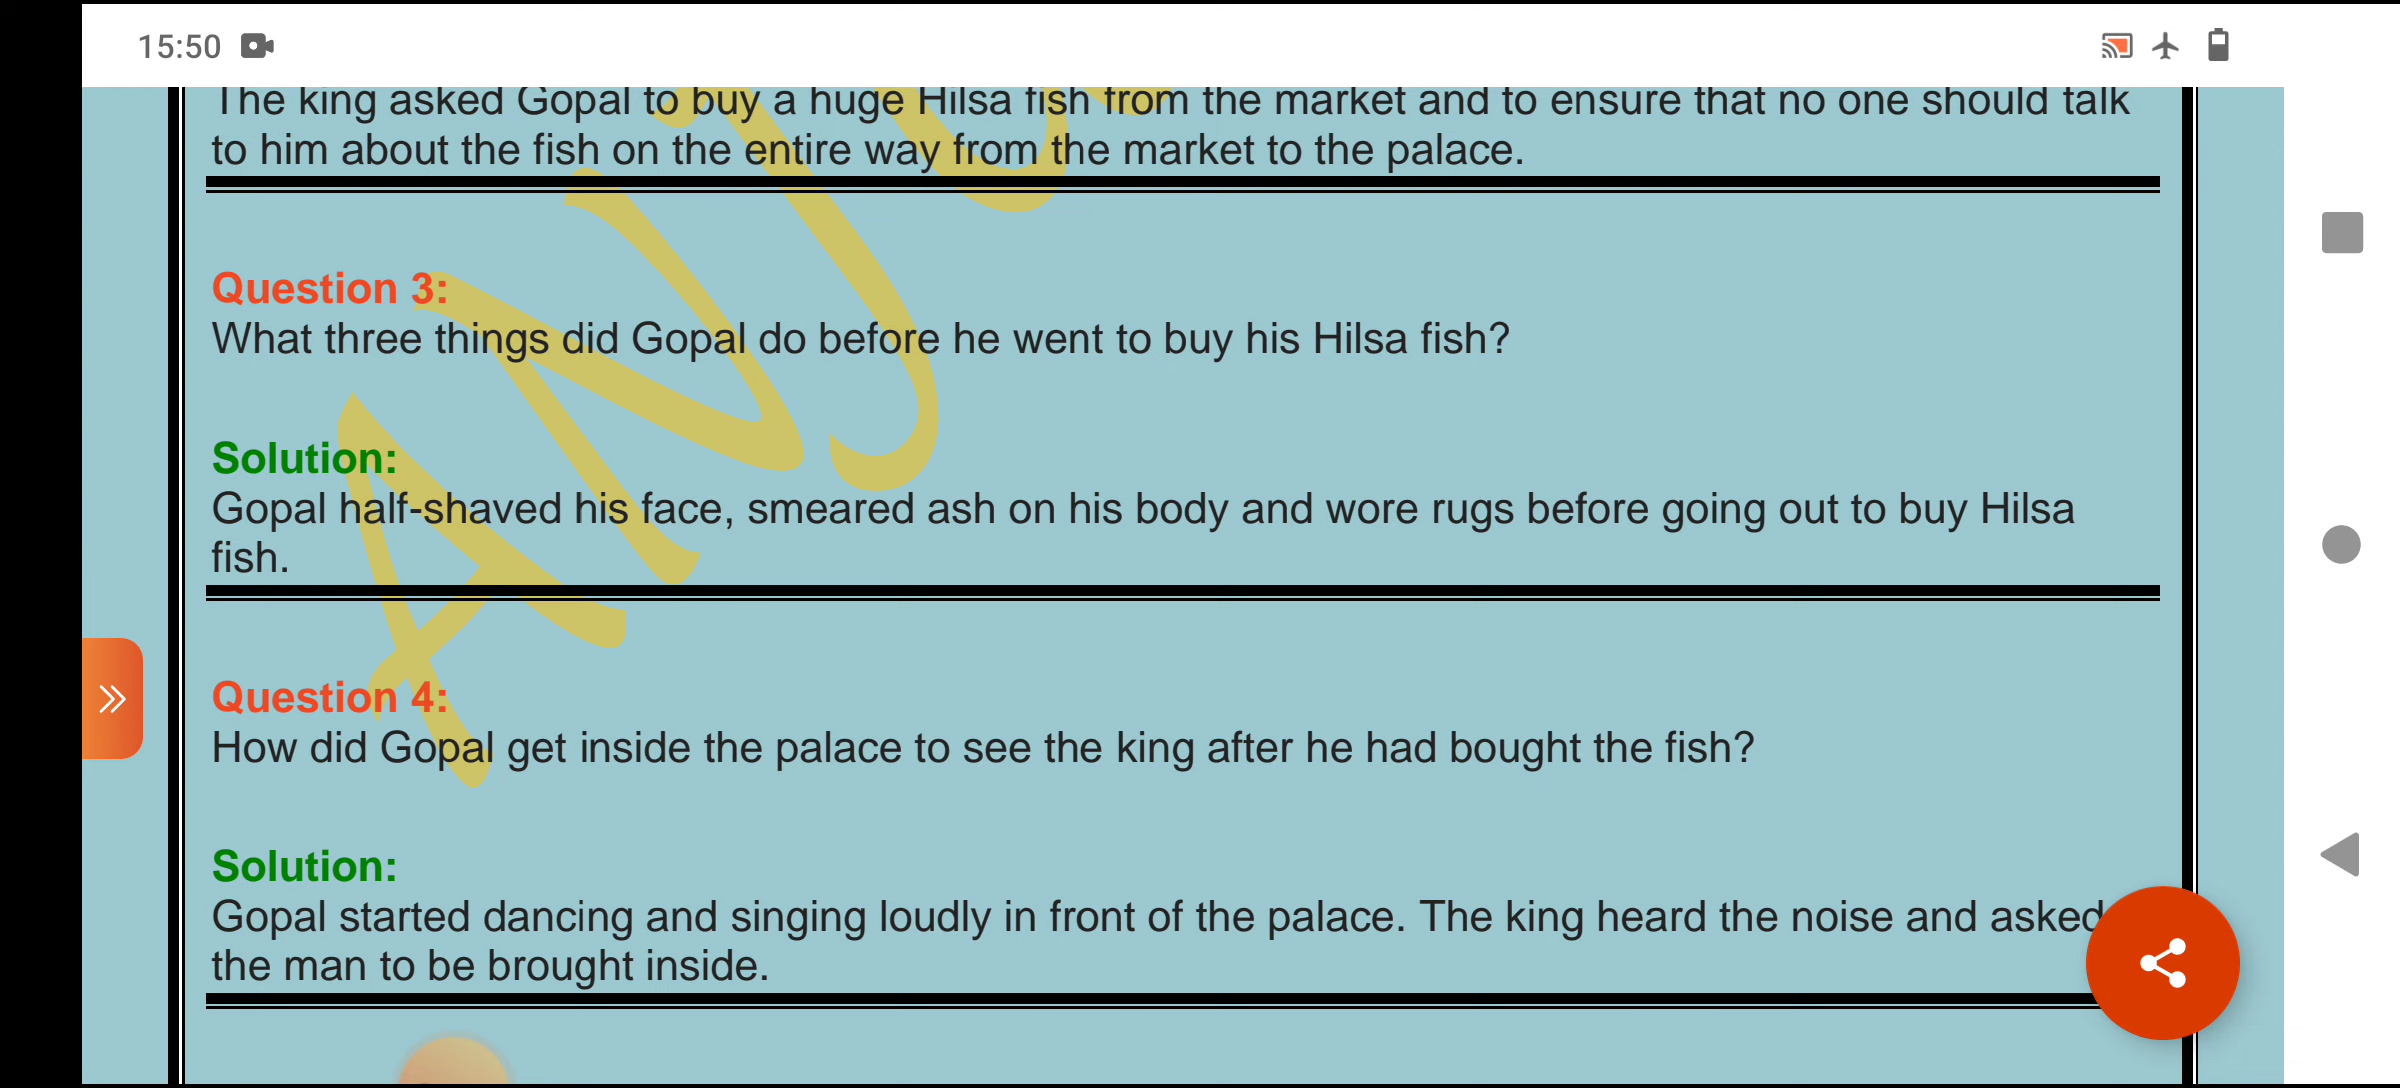 15:50
The king asked Gopal to buy a huge Hilsa fish from the market and to ensure that no one should talk
to him about the fish on the entire way from the market to the palace.
Question 3:
What three things did Gopal do before he went to buy his Hilsa fish?
Solution:
Gopal half-shaved his face, smeared ash on his body and wore rugs before going out to buy Hilsa
fish.
Question 4:
How did Gopal get inside the palace to see the king after he had bought the fish?
Solution:
Gopal started dancing and singing loudly in front of the palace. The king heard the noise and asked
the man to be brought inside.